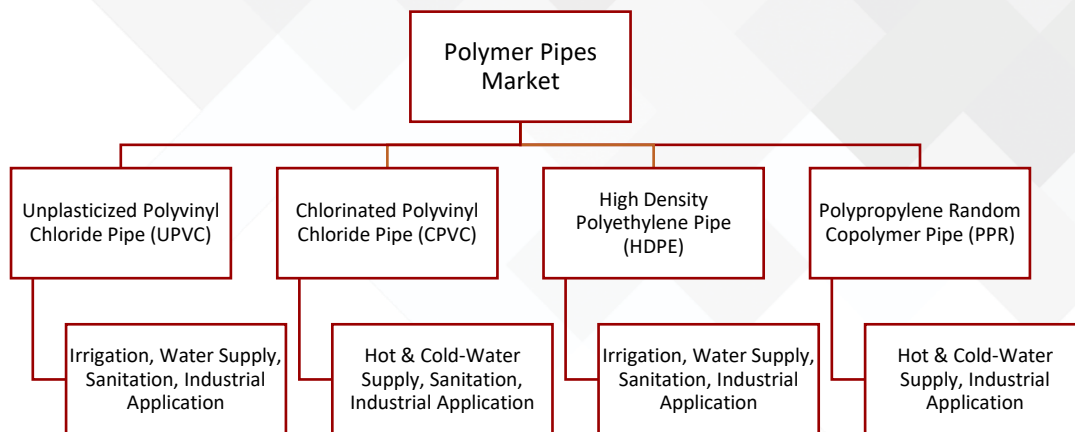 Polymer Pipes
Market
Unplasticized Polyvinyl
Chloride Pipe (UPVC)
Chlorinated Polyvinyl
Chloride Pipe (CPVC)
High Density
Polyethylene Pipe
(HDPE)
Polypropylene Random
Copolymer Pipe (PPR)
Irrigation, Water Supply,
Sanitation, Industrial
Application
Hot & Cold-Water
Supply, Sanitation,
Industrial Application
Irrigation, Water Supply,
Sanitation, Industrial
Application
Hot & Cold-Water
Supply, Industrial
Application